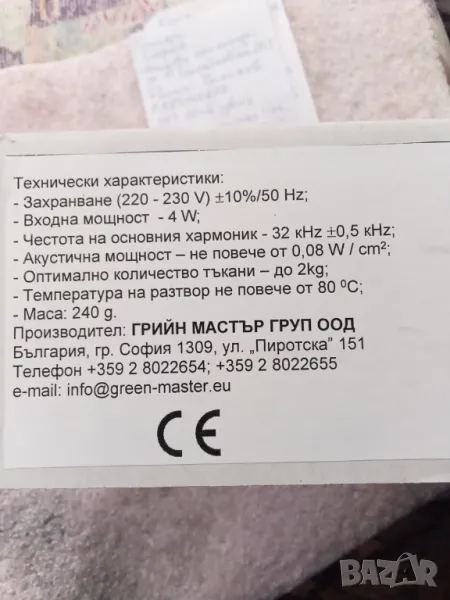 Технически характеристики:
- Захранване (220 - 230 V) ±10%/50 Hz;
- Входна мощност - 4 W;
- Честота на основния хармоник - 32 кHz ±0,5 кHz;
- Акустична мощност – не повече от 0,08 W / cm²;
- Оптимално количество тъкани – до 2kg;
- Температура на разтвор не повече от 80 ⁰C;
- Маса: 240 g.
Производител: ГРИЙН МАСТЪР ГРУП ООД
България, гр. София 1309, ул. „Пиротска" 151
Телефон +359 2 8022654; +359 2 8022655
e-mail: info@green-master.eu
CE
BAZAR